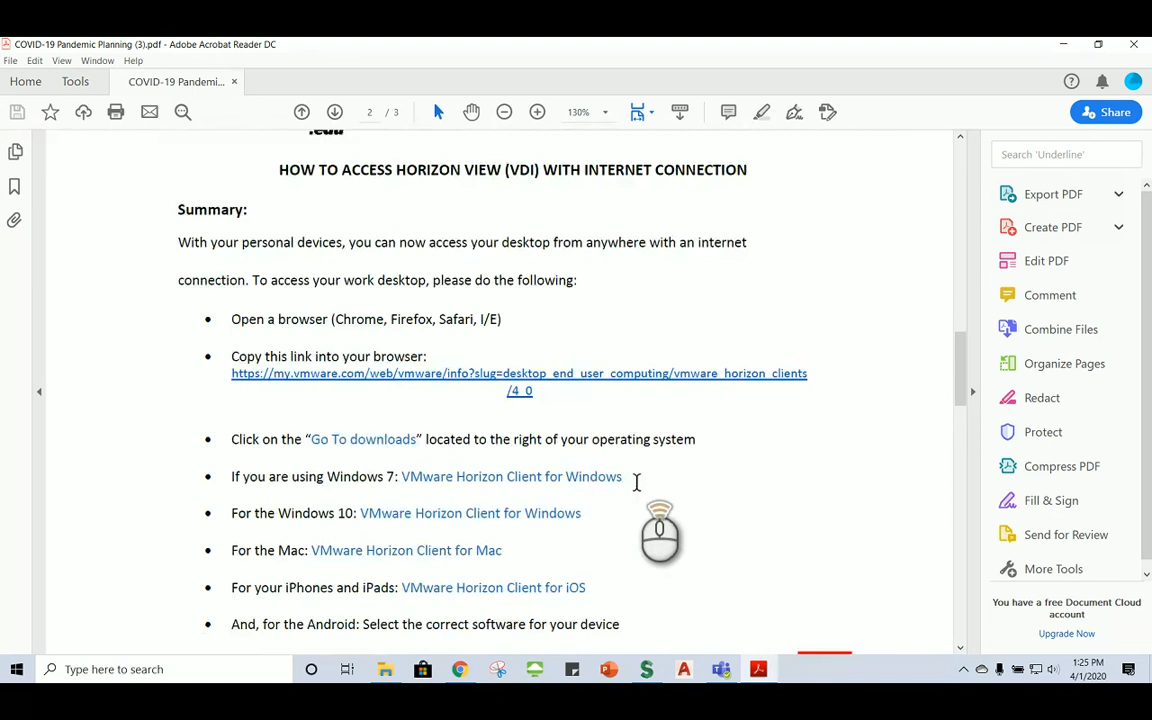 COVID-19 Pandemic Planning (3).pdf - Adobe Acrobat Reader DC
File Edit View Window Help
Home Tools COVID-19 Pandemi... ×
2 / 3 130% Share
.edu
HOW TO ACCESS HORIZON VIEW (VDI) WITH INTERNET CONNECTION
Summary:
With your personal devices, you can now access your desktop from anywhere with an internet
connection. To access your work desktop, please do the following:
• Open a browser (Chrome, Firefox, Safari, I/E)
• Copy this link into your browser:
https://my.vmware.com/web/vmware/info?slug=desktop_end_user_computing/vmware_horizon_clients
/4_0
• Click on the “Go To downloads” located to the right of your operating system
• If you are using Windows 7: VMware Horizon Client for Windows
• For the Windows 10: VMware Horizon Client for Windows
• For the Mac: VMware Horizon Client for Mac
• For your iPhones and iPads: VMware Horizon Client for iOS
• And, for the Android: Select the correct software for your device
Search 'Underline'
Export PDF
Create PDF
Edit PDF
Comment
Combine Files
Organize Pages
Redact
Protect
Compress PDF
Fill & Sign
Send for Review
More Tools
You have a free Document Cloud
account
Upgrade Now
Type here to search
1:25 PM
4/1/2020